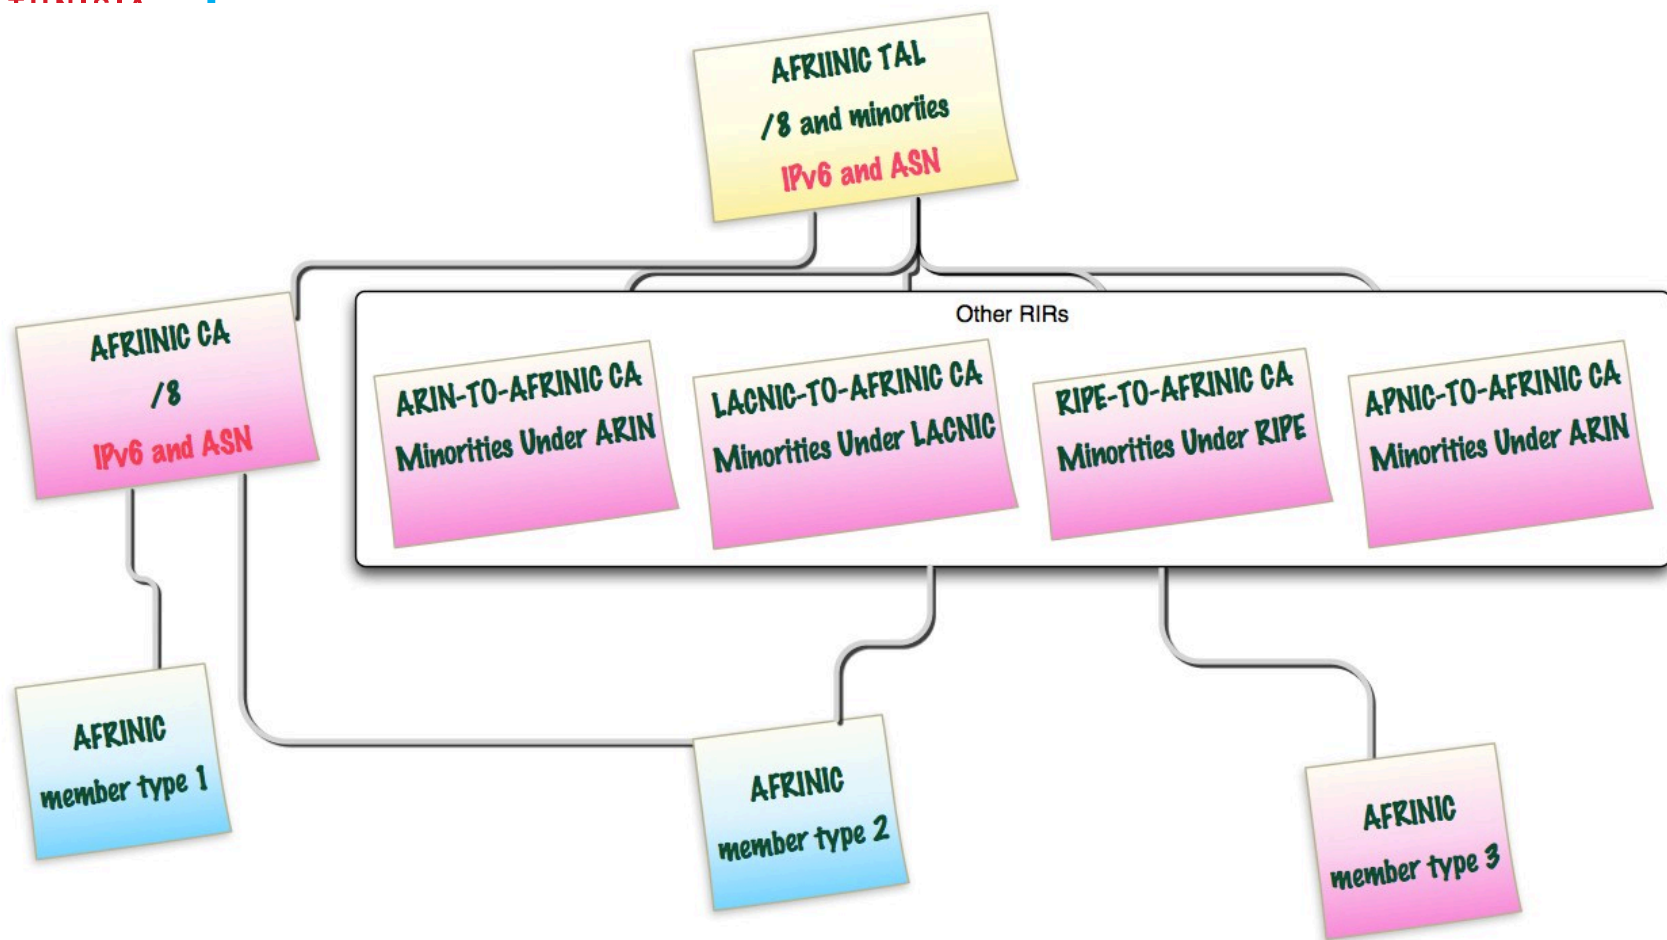 AFRIINIC TAL
/8 and minoriies
IPv6 and ASN
AFRIINIC CA
/8
IPv6 and ASN
Other RIRs
ARIN-TO-AFRINIC CA
Minorities Under ARIN
LACNIC-TO-AFRINIC CA
Minorities Under LACNIC
RIPE-TO-AFRINIC CA
Minorities Under RIPE
APNIC-TO-AFRINIC CA
Minorities Under ARIN
AFRINIC
member type 1
AFRINIC
member type 2
AFRINIC
member type 3